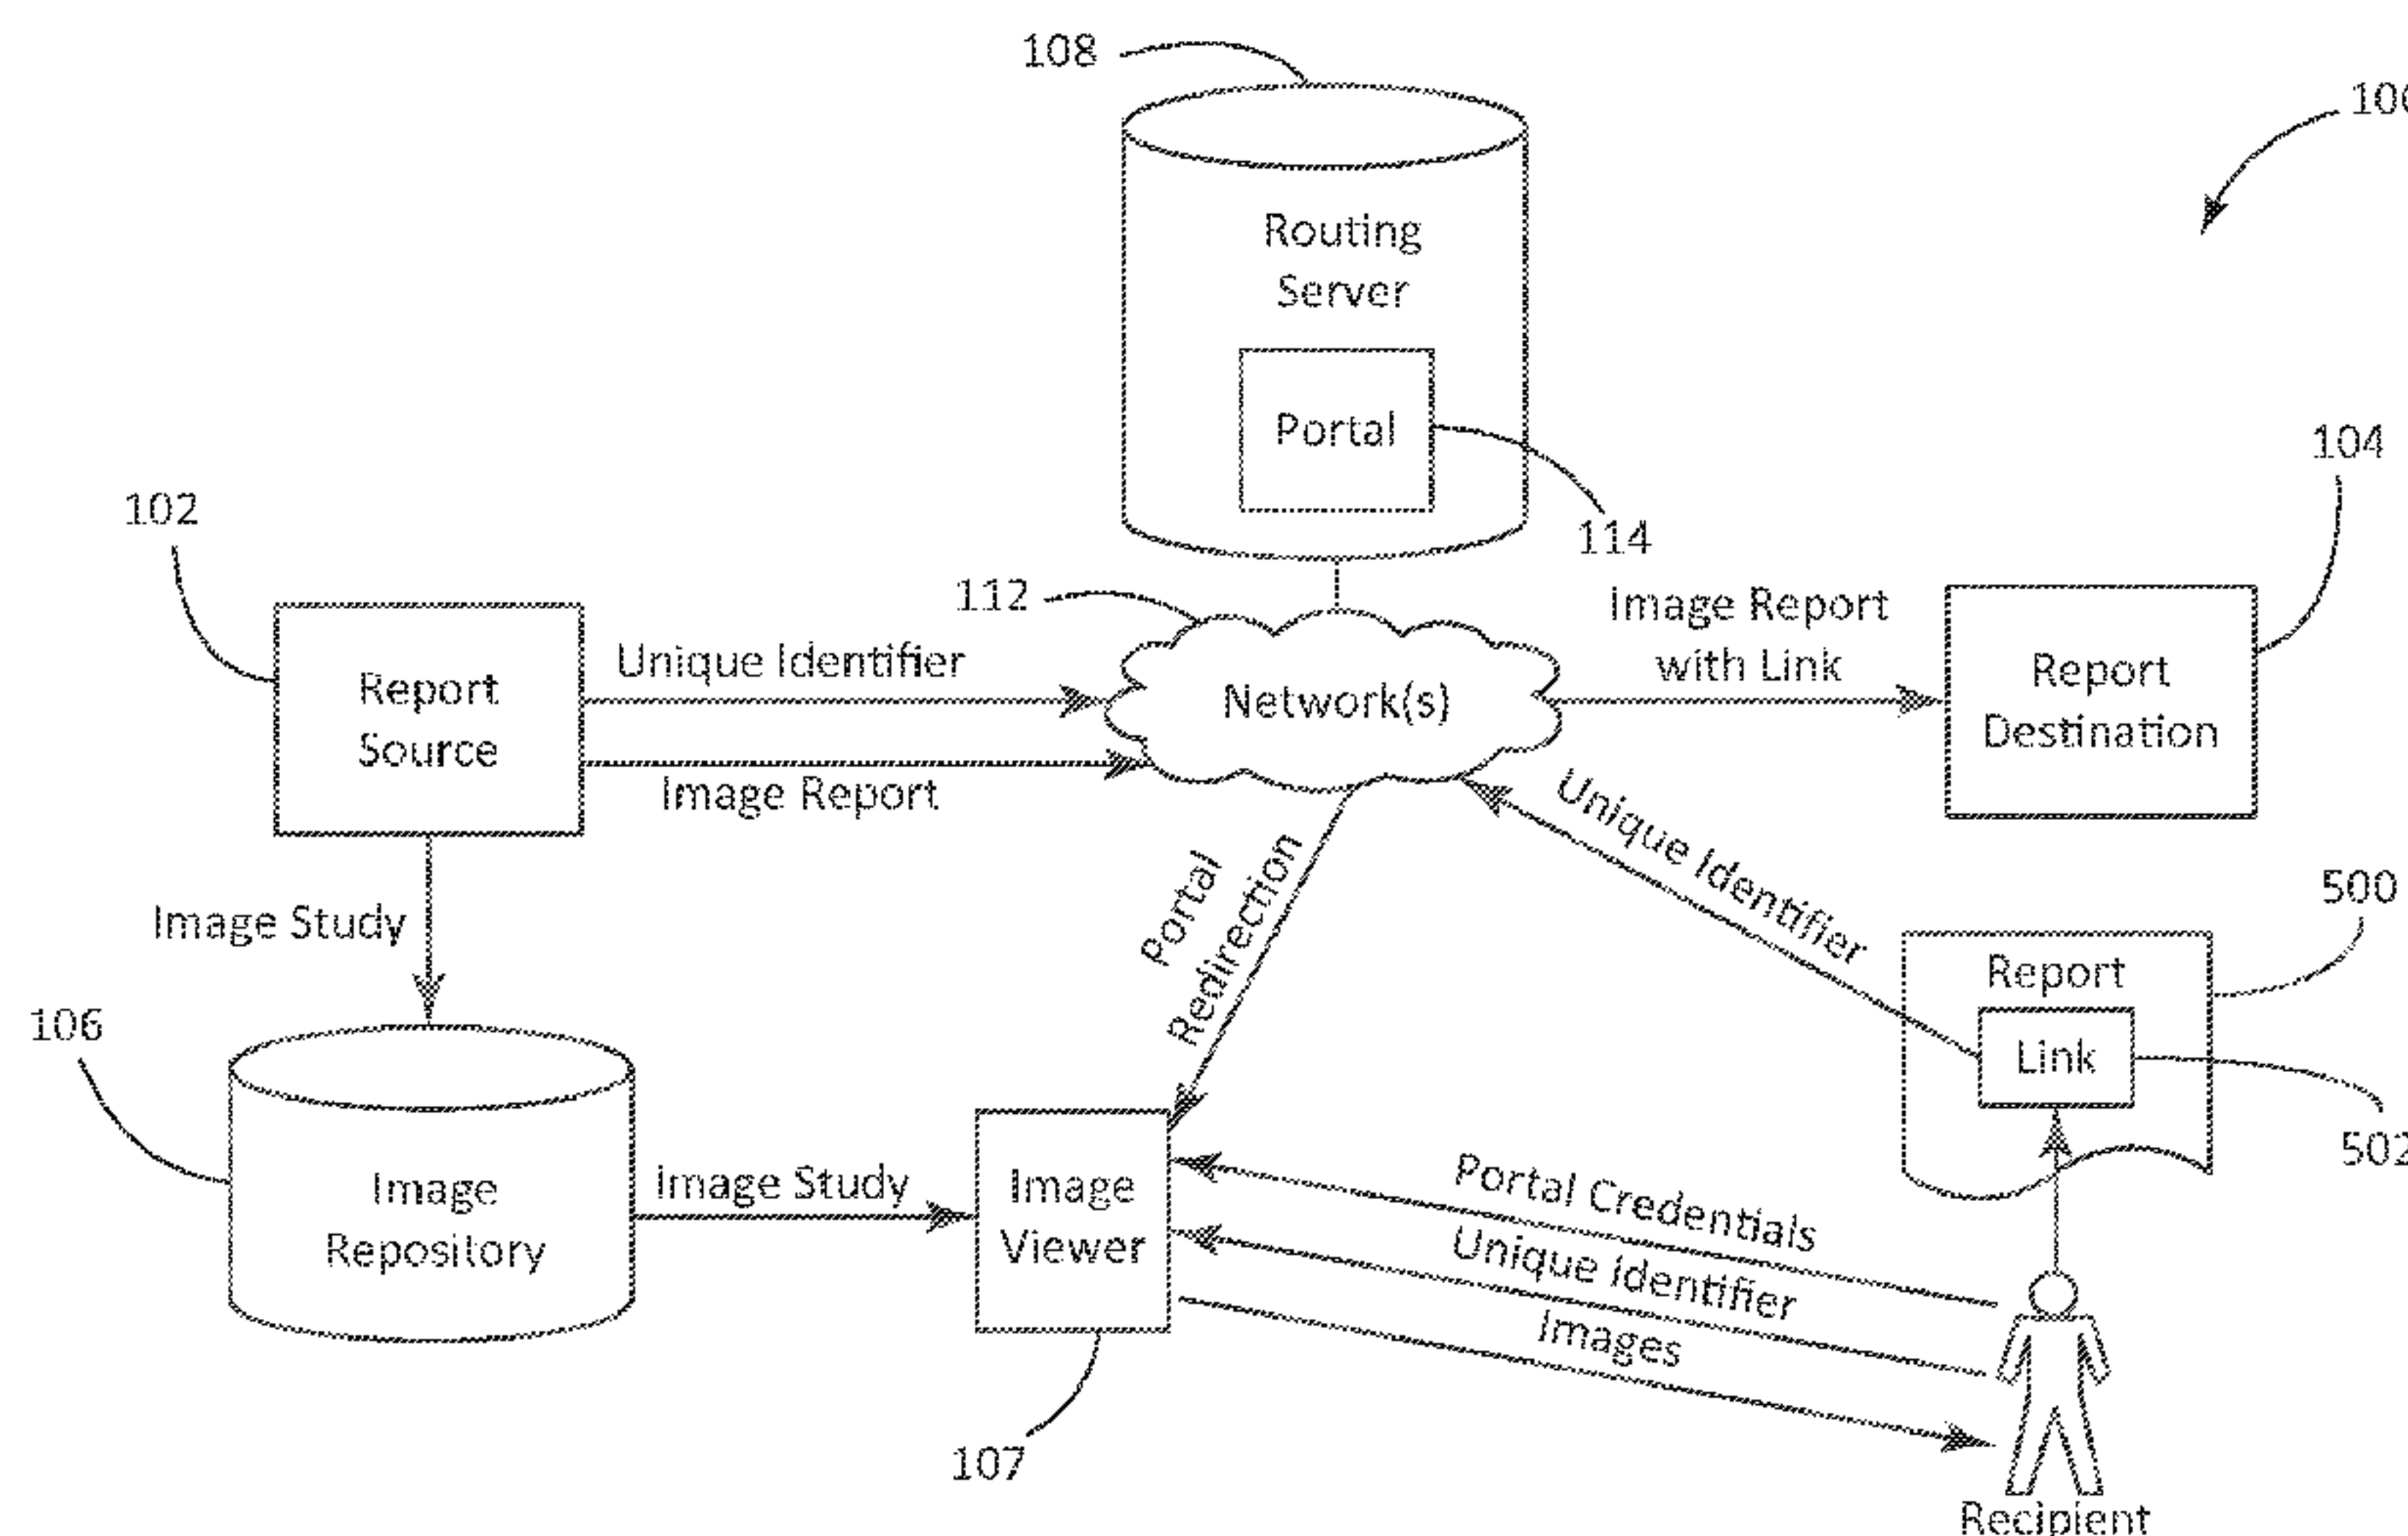 108
100
Routing
Server
Portal
104
114
102
112
Image Report
with Link
Unique Identifier
Report
Source
Network(s)
Report
Destination
Image Report
Unique Identifier
Portal
Redirection
500
Image Study
Report
Link
106
502
Image Study
Image
Viewer
Portal Credentials
Image
Repository
Unique Identifier
Images
107
Recipient